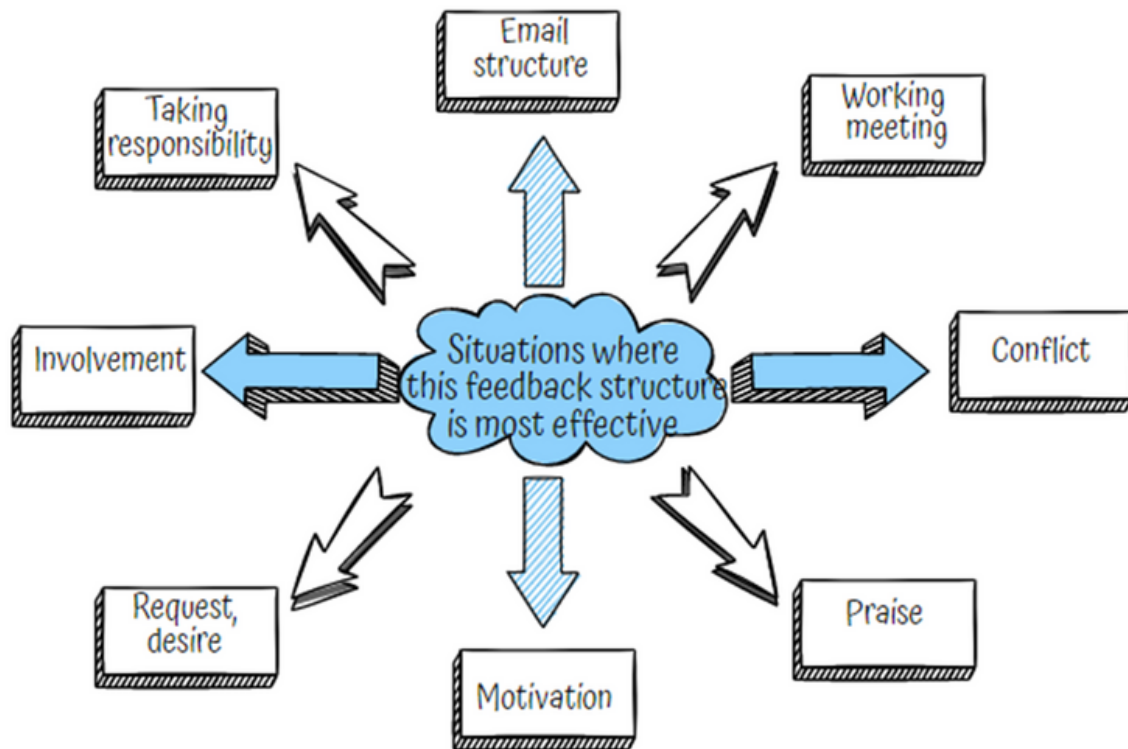 Email
structure
Taking
responsibility
Working
meeting
Involvement
Situations where
this feedback structure
is most effective
Conflict
Request,
desire
Praise
Motivation